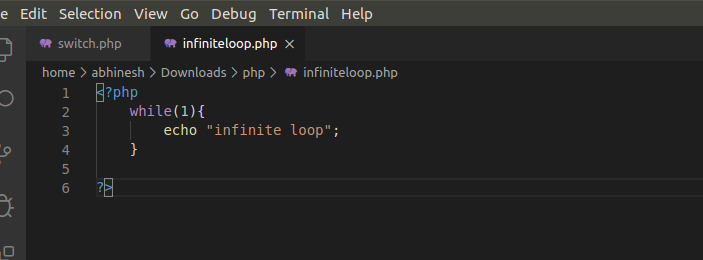 e Edit Selection View Go Debug Terminal Help
switch.php infiniteloop.php ×
home > abhinesh > Downloads > php > infiniteloop.php
1 <?php
2 while(1){
3 echo "infinite loop";
4 }
5
6 ?>